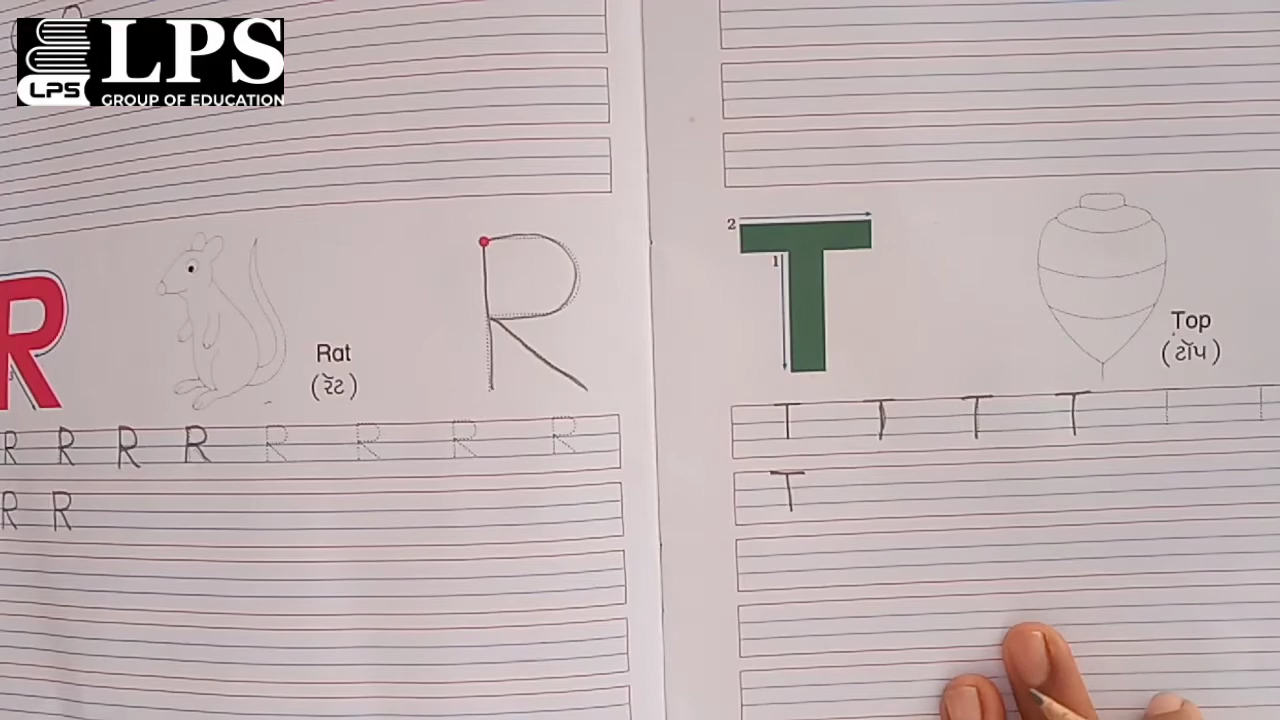 LPS
LPS
GROUP OF EDUCATION
R
Rat
(રૅટ)
R
R R R R R R R R
R R
2
1
T
Top
(ટૉપ)
T T T T
T